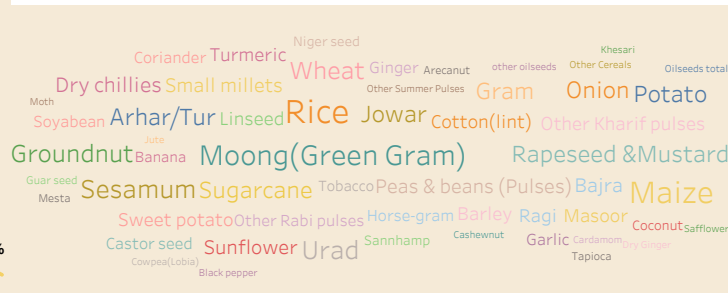 Niger seed
Khesari
Coriander Turmeric
Wheat Ginger Arecanut other oilseeds Other Cereals Oilseeds total
Dry chillies Small millets Other Summer Pulses Gram Onion Potato
Moth
Soyabean Arhar/Tur Linseed Rice Jowar Cotton(lint) Other Kharif pulses
Jute
Groundnut Banana Moong(Green Gram) Rapeseed &Mustard
Guar seed
Mesta Sesamum Sugarcane Tobacco Peas & beans (Pulses) Bajra Maize
Sweet potato Other Rabi pulses Horse-gram Barley Ragi Masoor Coconut Safflower
Castor seed Sunflower Urad Sannhamp Cashewnut Garlic Cardamom Dry Ginger
%
Cowpea(Lobia) Tapioca
Black pepper